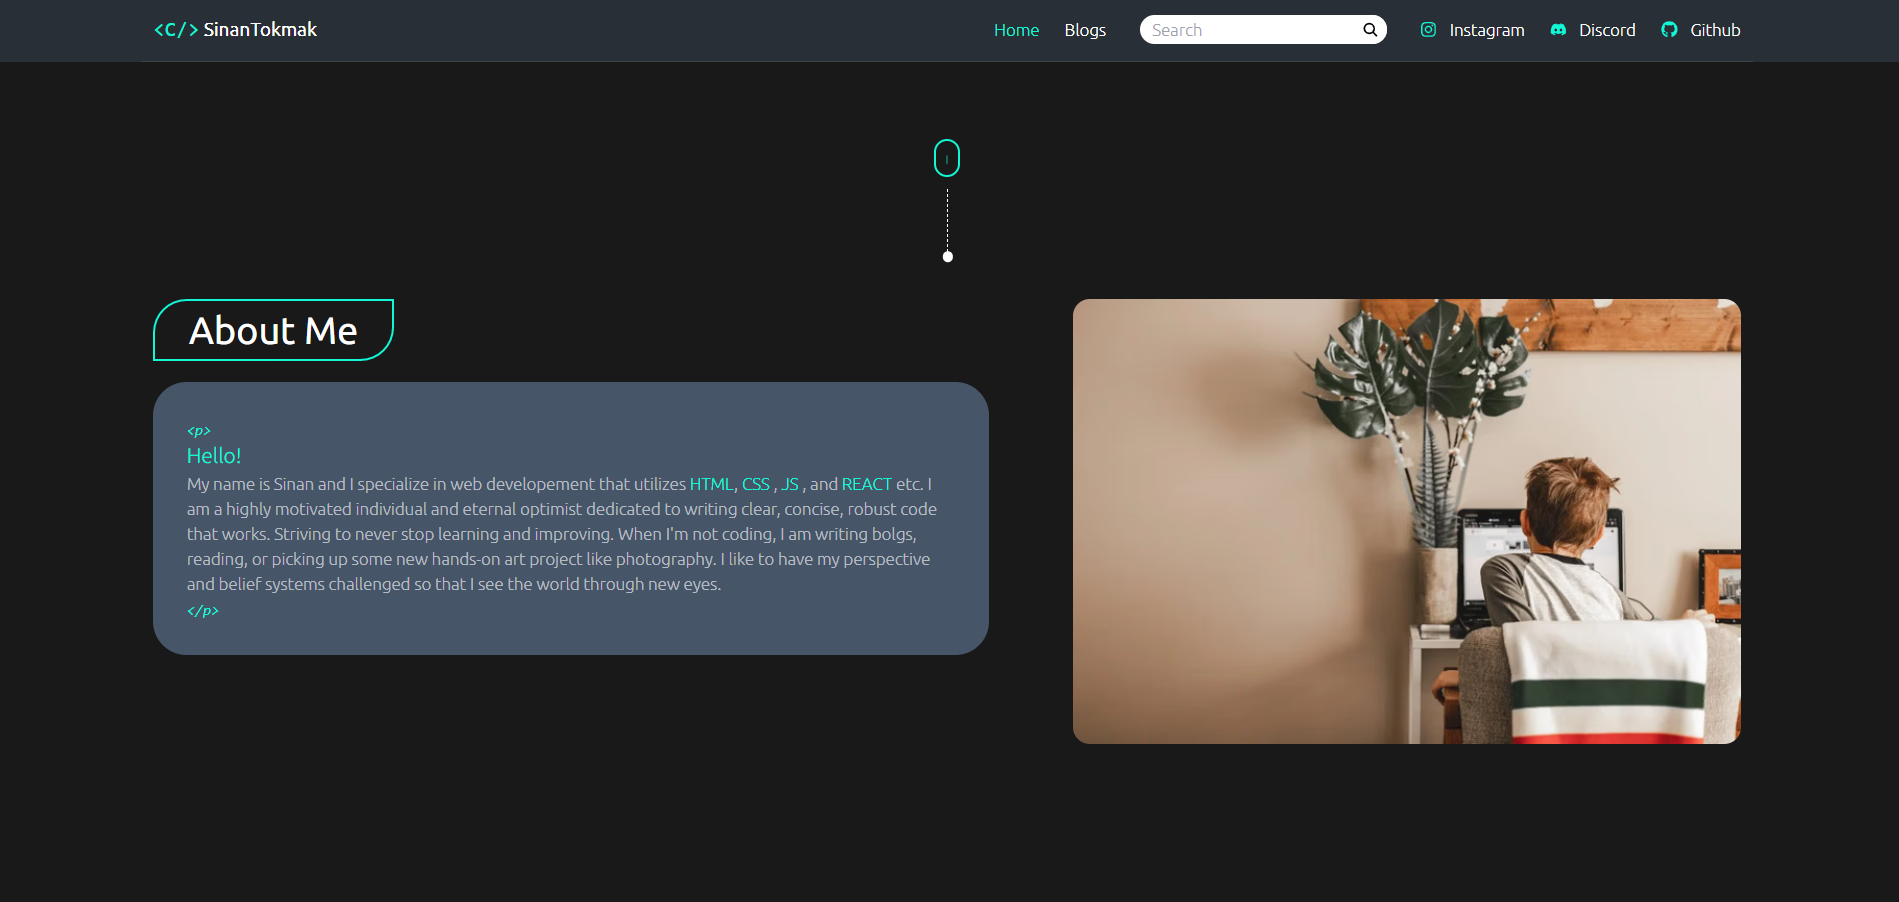 <C/> SinanTokmak
Home Blogs Search Instagram Discord Github
About Me
<p>
Hello!
My name is Sinan and I specialize in web developement that utilizes HTML, CSS , JS , and REACT etc. I
am a highly motivated individual and eternal optimist dedicated to writing clear, concise, robust code
that works. Striving to never stop learning and improving. When I'm not coding, I am writing bolgs,
reading, or picking up some new hands-on art project like photography. I like to have my perspective
and belief systems challenged so that I see the world through new eyes.
</p>